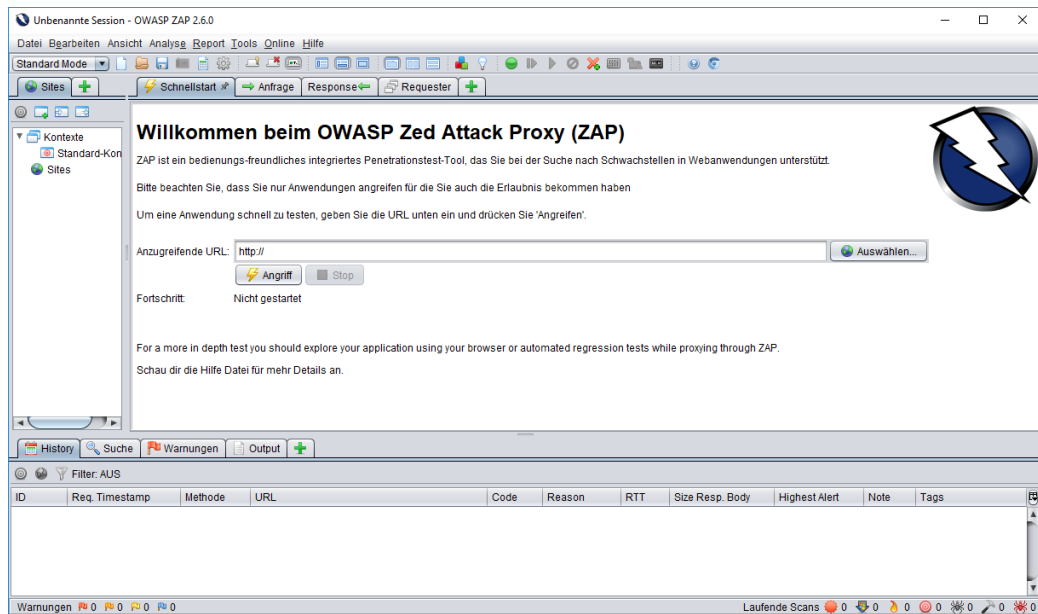 Unbenannte Session - OWASP ZAP 2.6.0
Datei Bearbeiten Ansicht Analyse Report Tools Online Hilfe
Standard Mode
Sites
Schnellstart Anfrage Response Requester
Kontexte
Standard-Kon
Sites
Willkommen beim OWASP Zed Attack Proxy (ZAP)
ZAP ist ein bedienungs-freundliches integriertes Penetrationstest-Tool, das Sie bei der Suche nach Schwachstellen in Webanwendungen unterstützt.
Bitte beachten Sie, dass Sie nur Anwendungen angreifen für die Sie auch die Erlaubnis bekommen haben
Um eine Anwendung schnell zu testen, geben Sie die URL unten ein und drücken Sie 'Angreifen'.
Anzugreifende URL: http:// Auswählen...
Angriff Stop
Fortschritt: Nicht gestartet
For a more in depth test you should explore your application using your browser or automated regression tests while proxying through ZAP.
Schau dir die Hilfe Datei für mehr Details an.
History Suche Warnungen Output
Filter: AUS
ID Req. Timestamp Methode URL Code Reason RTT Size Resp. Body Highest Alert Note Tags
Warnungen 0 0 0 0 Laufende Scans 0 0 0 0 0 0 0